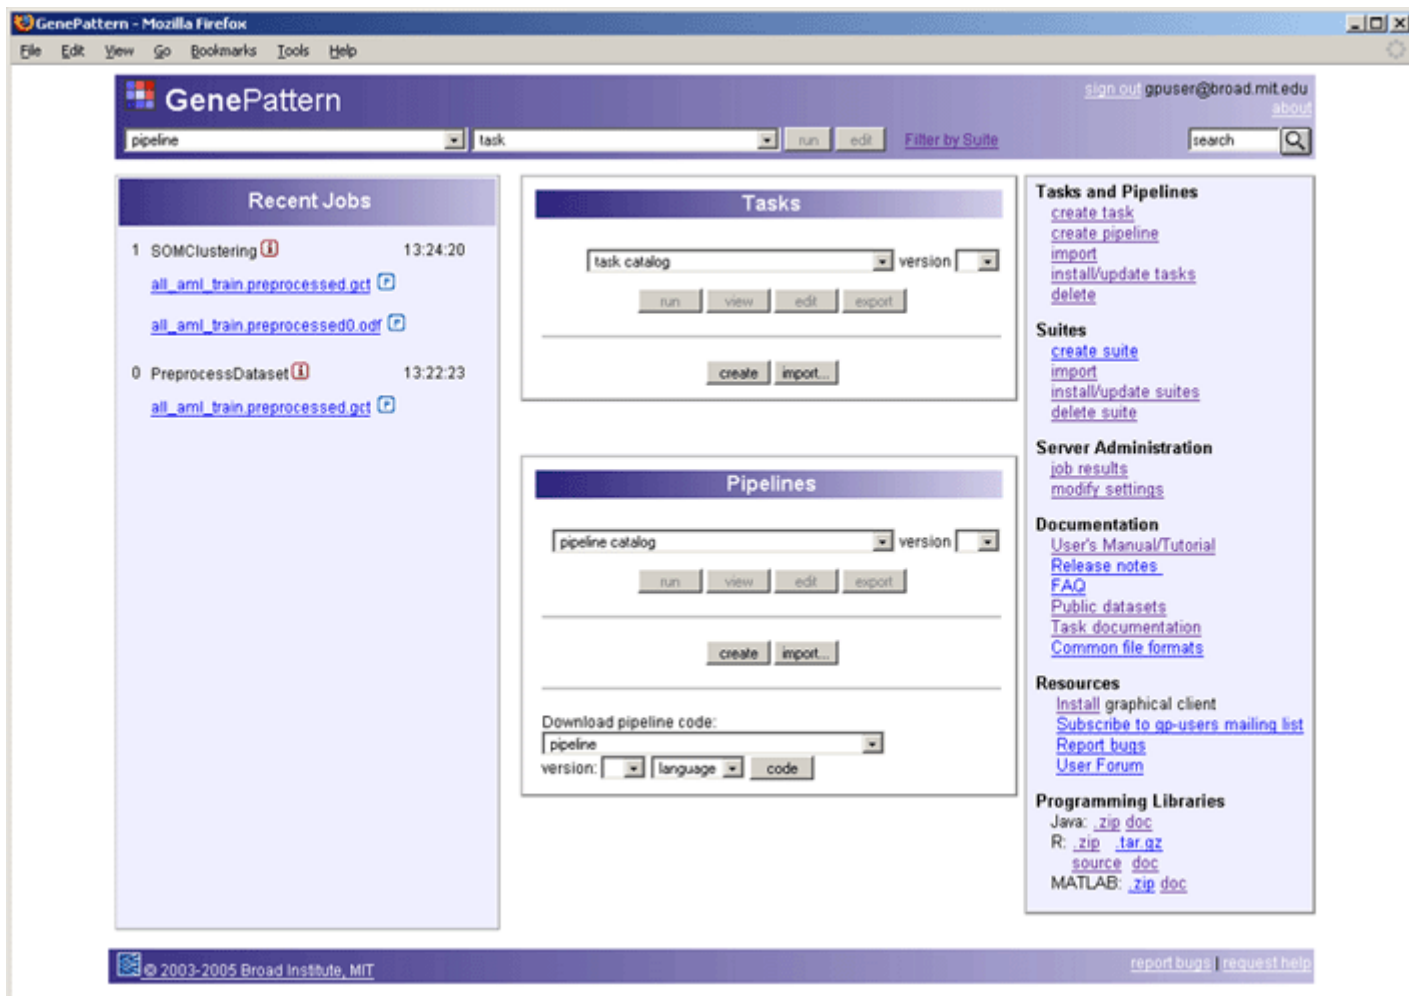 GenePattern - Mozilla Firefox
File Edit View Go Bookmarks Tools Help
GenePattern
sign out gpuser@broad.mit.edu
about
pipeline task run edit Filter by Suite search
Recent Jobs
1 SOMClustering 13:24:20
all_aml_train.preprocessed.gct
all_aml_train.preprocessed0.odf
0 PreprocessDataset 13:22:23
all_aml_train.preprocessed.gct
Tasks
task catalog version
run view edit export
create import...
Pipelines
pipeline catalog version
run view edit export
create import...
Download pipeline code:
pipeline
version: language code
Tasks and Pipelines
create task
create pipeline
import
install/update tasks
delete
Suites
create suite
import
install/update suites
delete suite
Server Administration
job results
modify settings
Documentation
User's Manual/Tutorial
Release notes
FAQ
Public datasets
Task documentation
Common file formats
Resources
Install graphical client
Subscribe to gp-users mailing list
Report bugs
User Forum
Programming Libraries
Java: .zip doc
R: .zip .tar.gz
source doc
MATLAB: .zip doc
© 2003-2005 Broad Institute, MIT
report bugs | request help